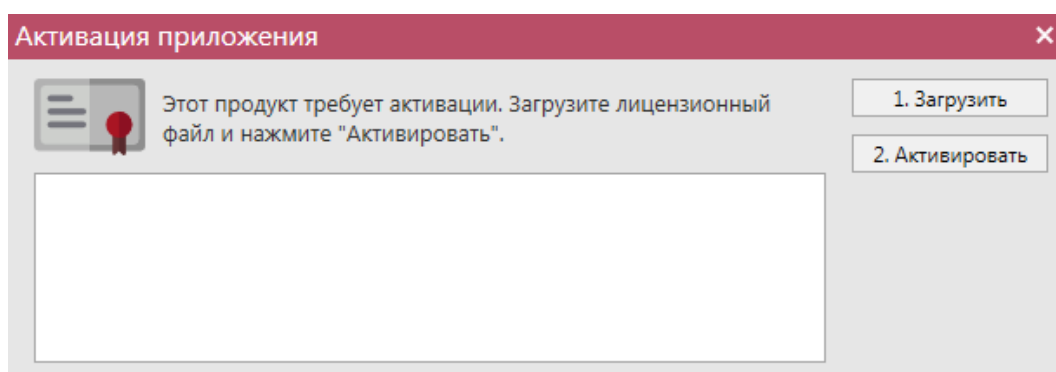 Активация приложения
Этот продукт требует активации. Загрузите лицензионный
файл и нажмите "Активировать".
1. Загрузить
2. Активировать